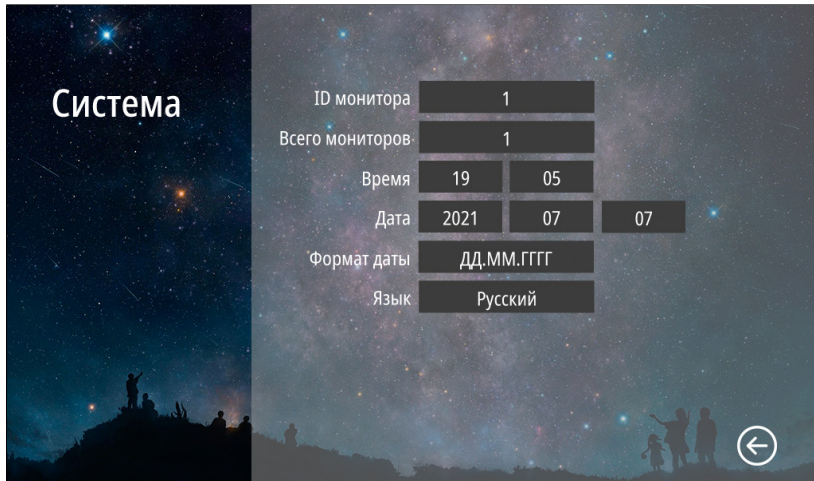 Система
ID монитора 1
Всего мониторов 1
Время 19 05
Дата 2021 07 07
Формат даты ДД.ММ.ГГГГ
Язык Русский